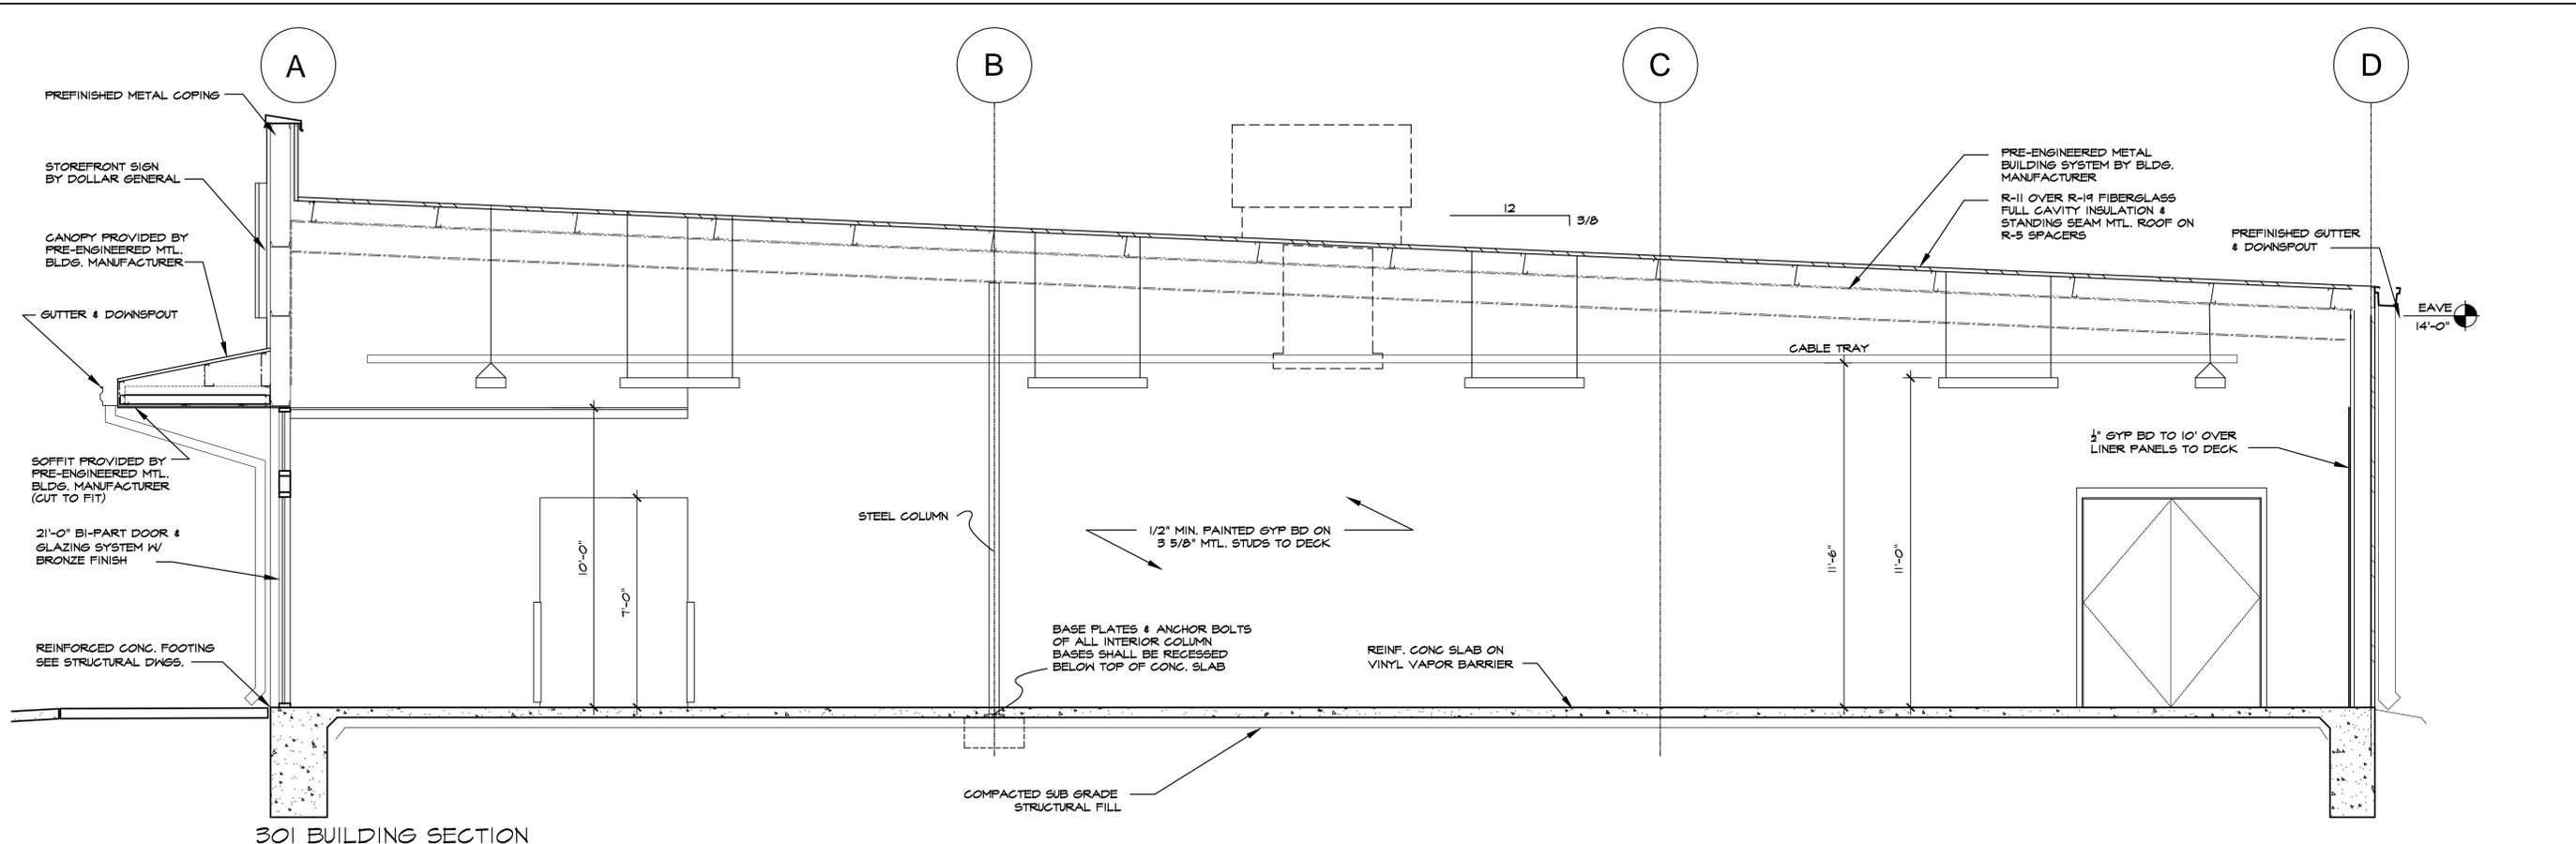 A
B
C
D
PREFINISHED METAL COPING
STOREFRONT SIGN
BY DOLLAR GENERAL
CANOPY PROVIDED BY
PRE-ENGINEERED MTL.
BLDG. MANUFACTURER
GUTTER & DOWNSPOUT
SOFFIT PROVIDED BY
PRE-ENGINEERED MTL.
BLDG. MANUFACTURER
(CUT TO FIT)
21'-0" BI-PART DOOR &
GLAZING SYSTEM W/
BRONZE FINISH
REINFORCED CONC. FOOTING
SEE STRUCTURAL DWGS.
10'-0"
7'-0"
STEEL COLUMN
BASE PLATES & ANCHOR BOLTS
OF ALL INTERIOR COLUMN
BASES SHALL BE RECESSED
BELOW TOP OF CONC. SLAB
1/2" MIN. PAINTED GYP BD ON
3 5/8" MTL. STUDS TO DECK
12
3/8
REINF. CONC SLAB ON
VINYL VAPOR BARRIER
COMPACTED SUB GRADE
STRUCTURAL FILL
CABLE TRAY
11'-6"
11'-0"
PRE-ENGINEERED METAL
BUILDING SYSTEM BY BLDG.
MANUFACTURER
R-11 OVER R-19 FIBERGLASS
FULL CAVITY INSULATION &
STANDING SEAM MTL. ROOF ON
R-5 SPACERS
PREFINISHED GUTTER
& DOWNSPOUT
EAVE
14'-0"
½" GYP BD TO 10' OVER
LINER PANELS TO DECK
301 BUILDING SECTION